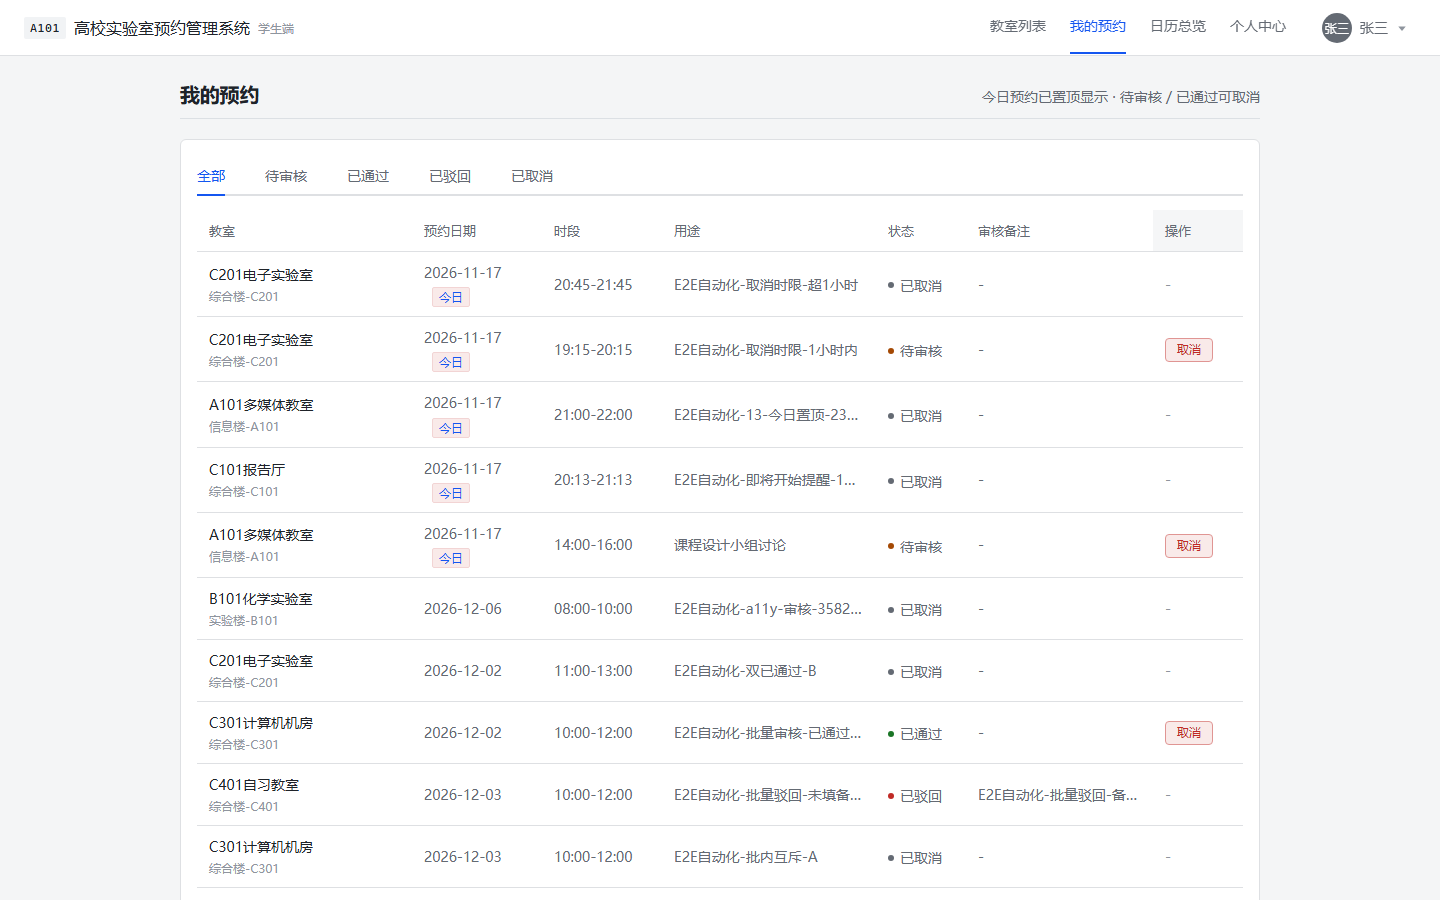 A101 高校实验室预约管理系统 学生端 教室列表 我的预约 日历总览 个人中心 张三 张三
我的预约 今日预约已置顶显示 · 待审核 / 已通过可取消
全部 待审核 已通过 已驳回 已取消
教室 预约日期 时段 用途 状态 审核备注 操作
C201电子实验室
综合楼-C201
2026-11-17
今日
20:45-21:45 E2E自动化-取消时限-超1小时 已取消 - -
C201电子实验室
综合楼-C201
2026-11-17
今日
19:15-20:15 E2E自动化-取消时限-1小时内 待审核 - 取消
A101多媒体教室
信息楼-A101
2026-11-17
今日
21:00-22:00 E2E自动化-13-今日置顶-23... 已取消 - -
C101报告厅
综合楼-C101
2026-11-17
今日
20:13-21:13 E2E自动化-即将开始提醒-1... 已取消 - -
A101多媒体教室
信息楼-A101
2026-11-17
今日
14:00-16:00 课程设计小组讨论 待审核 - 取消
B101化学实验室
实验楼-B101
2026-12-06 08:00-10:00 E2E自动化-a11y-审核-3582... 已取消 - -
C201电子实验室
综合楼-C201
2026-12-02 11:00-13:00 E2E自动化-双已通过-B 已取消 - -
C301计算机机房
综合楼-C301
2026-12-02 10:00-12:00 E2E自动化-批量审核-已通过... 已通过 - 取消
C401自习教室
综合楼-C401
2026-12-03 10:00-12:00 E2E自动化-批量驳回-未填备... 已驳回 E2E自动化-批量驳回-备... -
C301计算机机房
综合楼-C301
2026-12-03 10:00-12:00 E2E自动化-批内互斥-A 已取消 - -